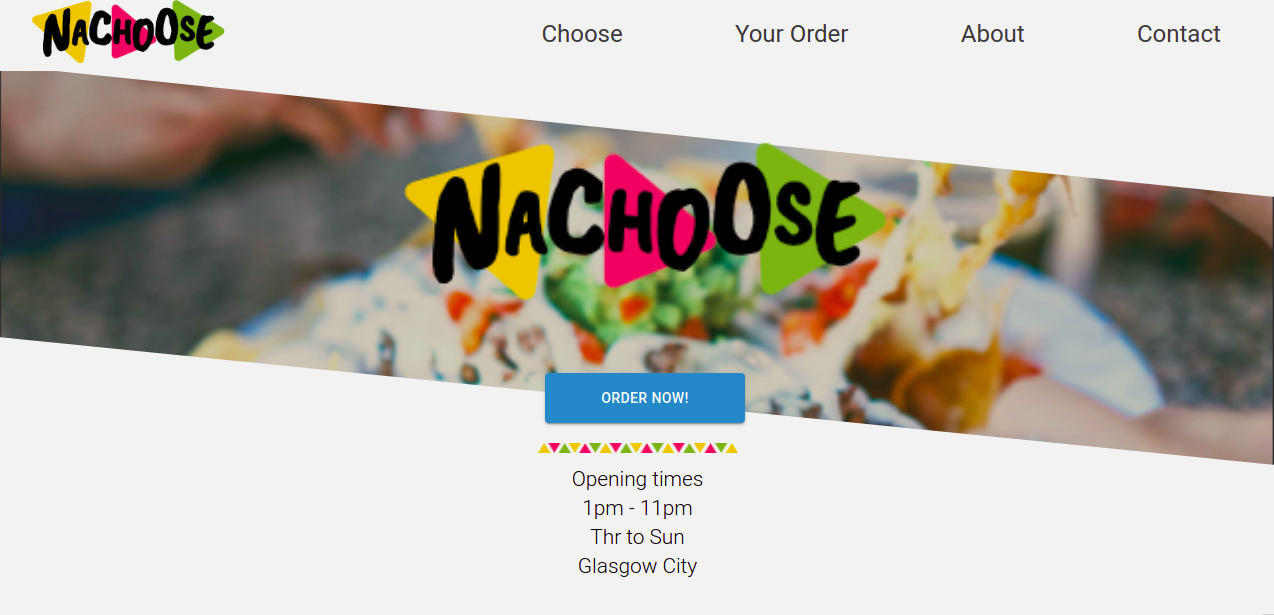 NACHOOSE
Choose
Your Order
About
Contact
NACHOOSE
ORDER NOW!
Opening times
1pm - 11pm
Thr to Sun
Glasgow City